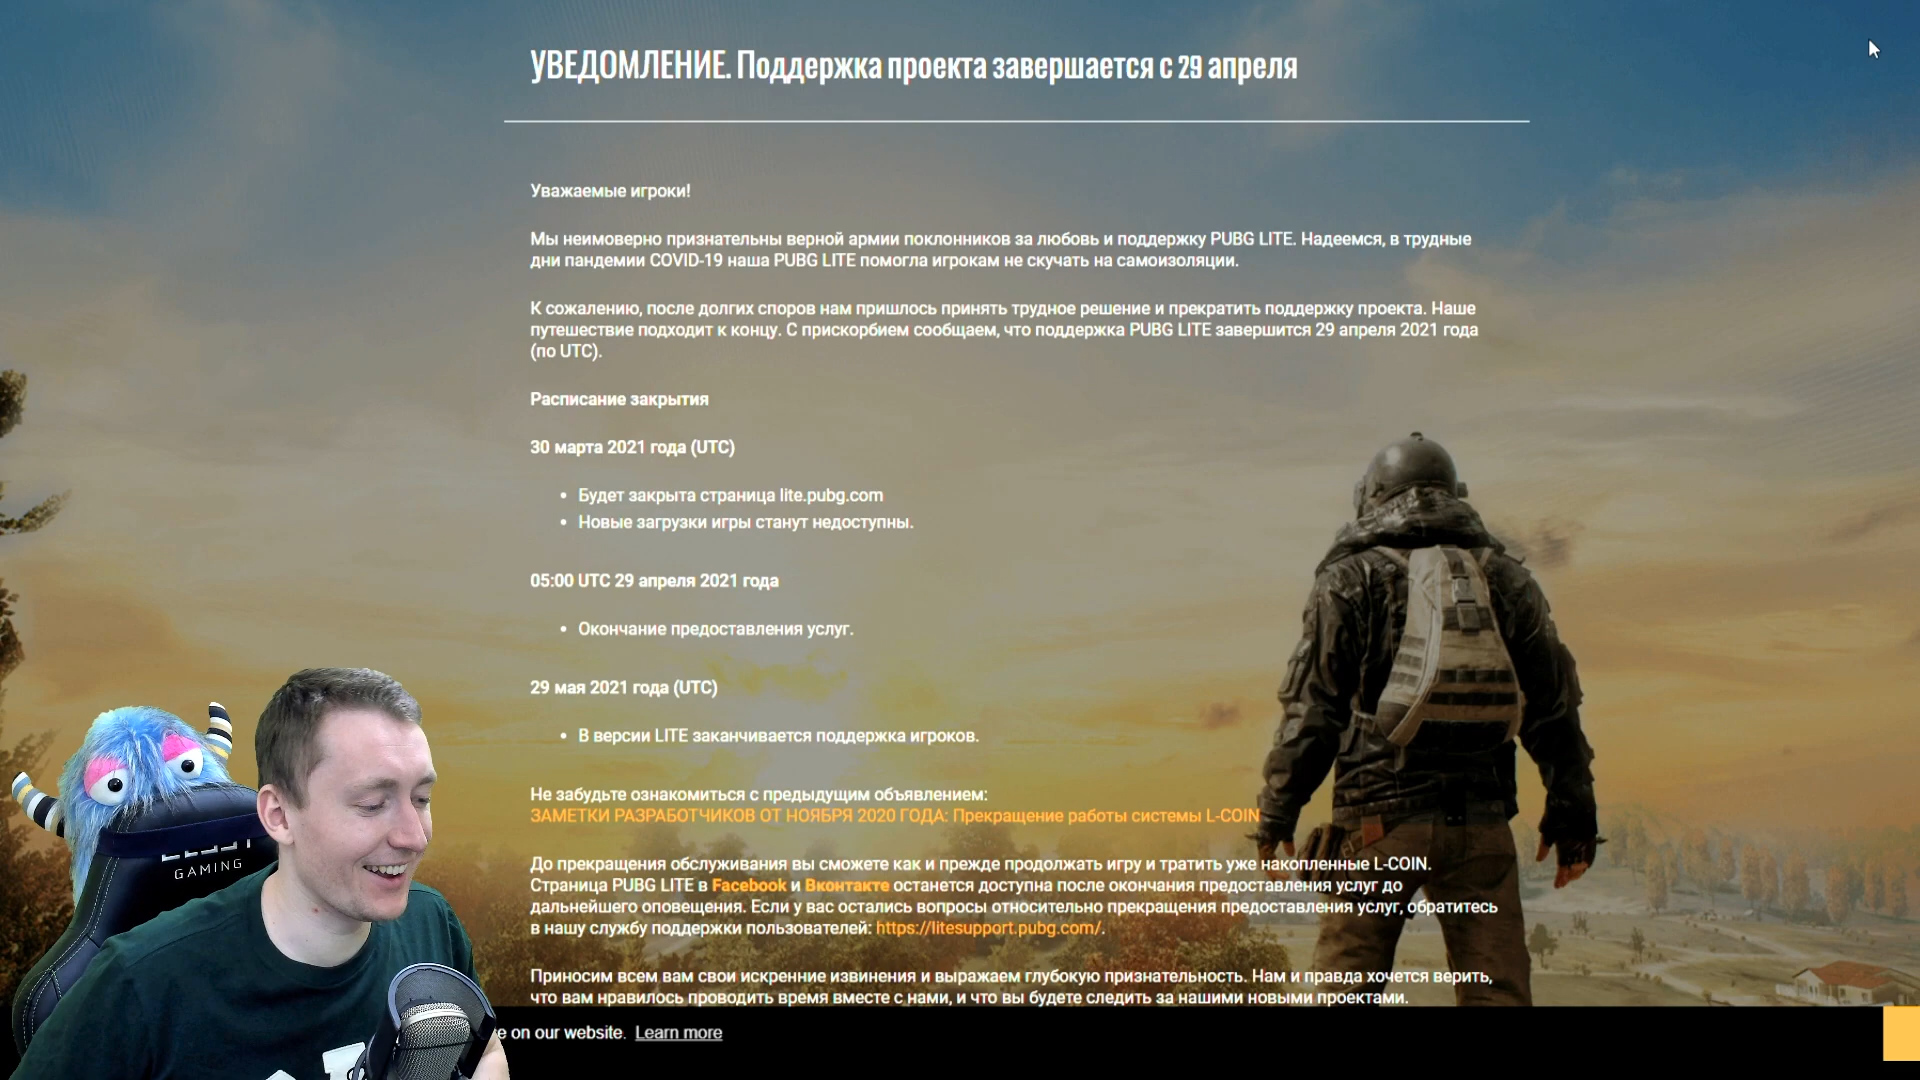 УВЕДОМЛЕНИЕ. Поддержка проекта завершается с 29 апреля
Уважаемые игроки!
Мы неимоверно признательны верной армии поклонников за любовь и поддержку PUBG LITE. Надеемся, в трудные
дни пандемии COVID-19 наша PUBG LITE помогла игрокам не скучать на самоизоляции.
К сожалению, после долгих споров нам пришлось принять трудное решение и прекратить поддержку проекта. Наше
путешествие подходит к концу. С прискорбием сообщаем, что поддержка PUBG LITE завершится 29 апреля 2021 года
(по UTC).
Расписание закрытия
30 марта 2021 года (UTC)
• Будет закрыта страница lite.pubg.com
• Новые загрузки игры станут недоступны.
05:00 UTC 29 апреля 2021 года
• Окончание предоставления услуг.
29 мая 2021 года (UTC)
• В версии LITE заканчивается поддержка игроков.
Не забудьте ознакомиться с предыдущим объявлением:
ЗАМЕТКИ РАЗРАБОТЧИКОВ ОТ НОЯБРЯ 2020 ГОДА: Прекращение работы системы L-COIN
До прекращения обслуживания вы сможете как и прежде продолжать игру и тратить уже накопленные L-COIN.
Страница PUBG LITE в Facebook и Вконтакте останется доступна после окончания предоставления услуг до
дальнейшего оповещения. Если у вас остались вопросы относительно прекращения предоставления услуг, обратитесь
в нашу службу поддержки пользователей: https://litesupport.pubg.com/.
Приносим всем вам свои искренние извинения и выражаем глубокую признательность. Нам и правда хочется верить,
что вам нравилось проводить время вместе с нами, и что вы будете следить за нашими новыми проектами.
e on our website. Learn more
GAMING